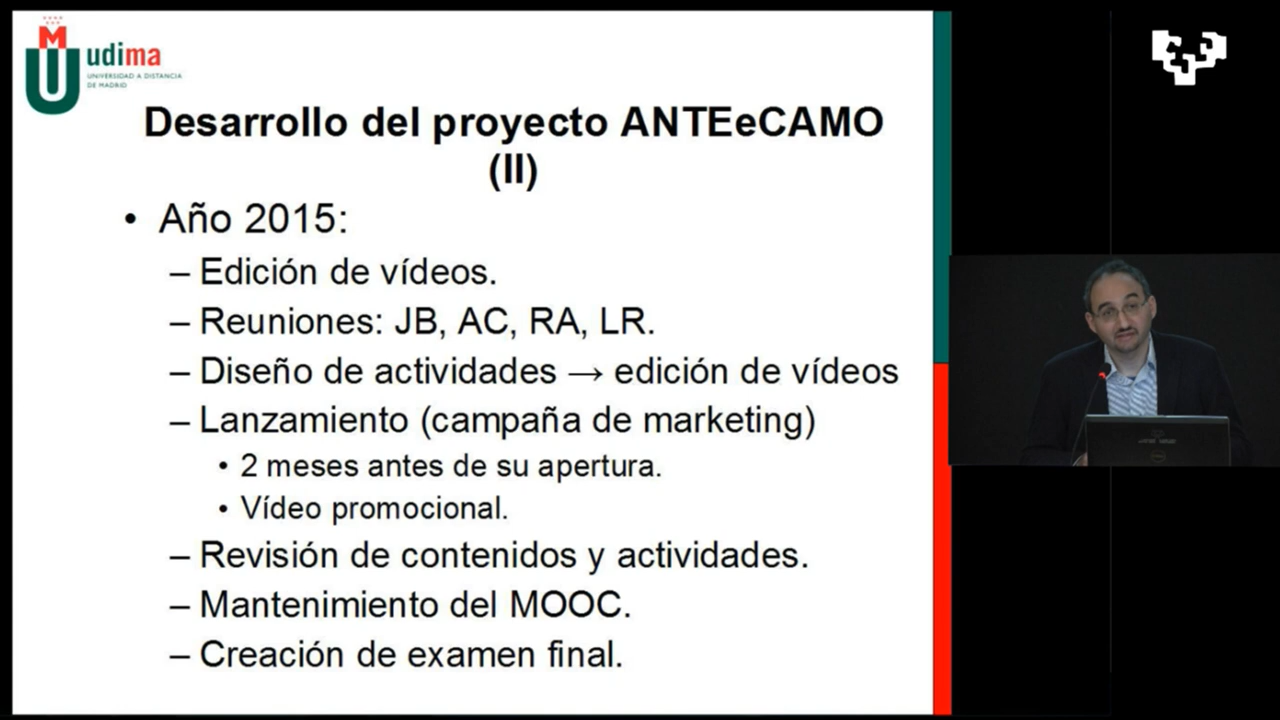 udima
UNIVERSIDAD A DISTANCIA
DE MADRID
Desarrollo del proyecto ANTEeCAMO
(II)
• Año 2015:
– Edición de vídeos.
– Reuniones: JB, AC, RA, LR.
– Diseño de actividades → edición de vídeos
– Lanzamiento (campaña de marketing)
• 2 meses antes de su apertura.
• Vídeo promocional.
– Revisión de contenidos y actividades.
– Mantenimiento del MOOC.
– Creación de examen final.